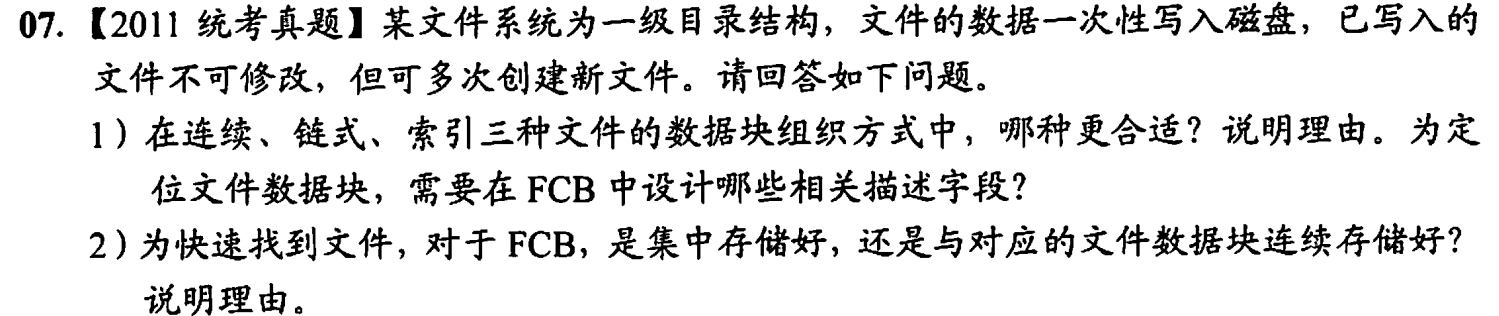 07.【2011 统考真题】某文件系统为一级目录结构，文件的数据一次性写入磁盘，已写入的
文件不可修改，但可多次创建新文件。请回答如下问题。
1）在连续、链式、索引三种文件的数据块组织方式中，哪种更合适？说明理由。为定
位文件数据块，需要在 FCB 中设计哪些相关描述字段？
2）为快速找到文件，对于 FCB，是集中存储好，还是与对应的文件数据块连续存储好？
说明理由。